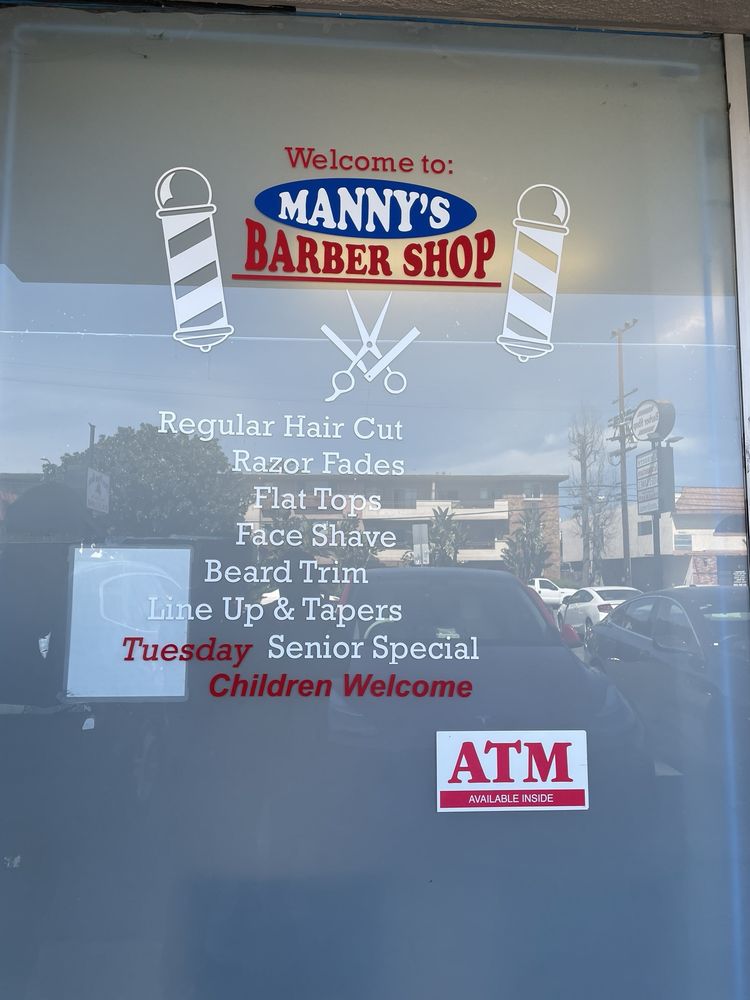 Welcome to:
MANNY'S
BARBER SHOP
Regular Hair Cut
Razor Fades
Flat Tops
Face Shave
Beard Trim
Line Up & Tapers
Tuesday Senior Special
Children Welcome
ATM
AVAILABLE INSIDE